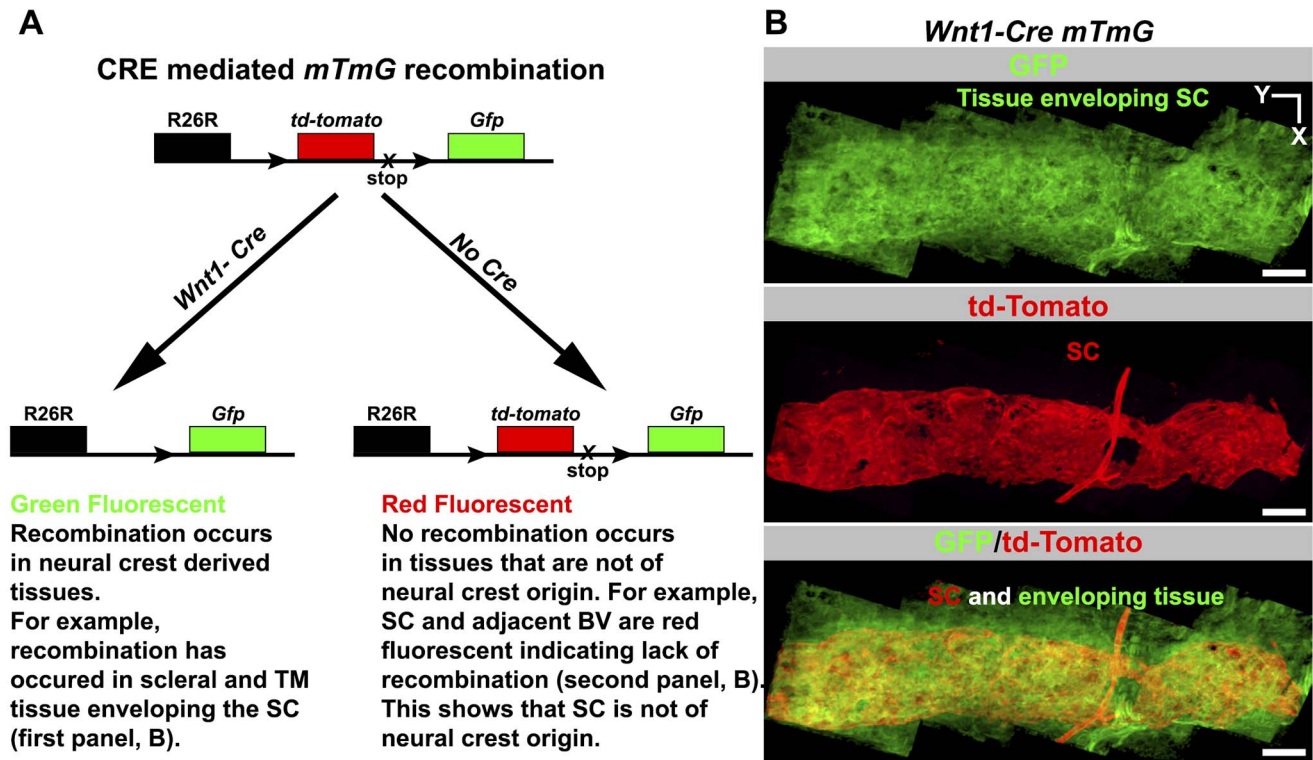 A
CRE mediated mTmG recombination
R26R
td-tomato
Gfp
X
stop
Wnt1- Cre
No Cre
R26R
Gfp
R26R
td-tomato
Gfp
X
stop
Green Fluorescent
Recombination occurs
in neural crest derived
tissues.
For example,
recombination has
occured in scleral and TM
tissue enveloping the SC
(first panel, B).
Red Fluorescent
No recombination occurs
in tissues that are not of
neural crest origin. For example,
SC and adjacent BV are red
fluorescent indicating lack of
recombination (second panel, B).
This shows that SC is not of
neural crest origin.
B
Wnt1-Cre mTmG
GFP
Tissue enveloping SC
Y
X
td-Tomato
SC
GFP/td-Tomato
SC and enveloping tissue